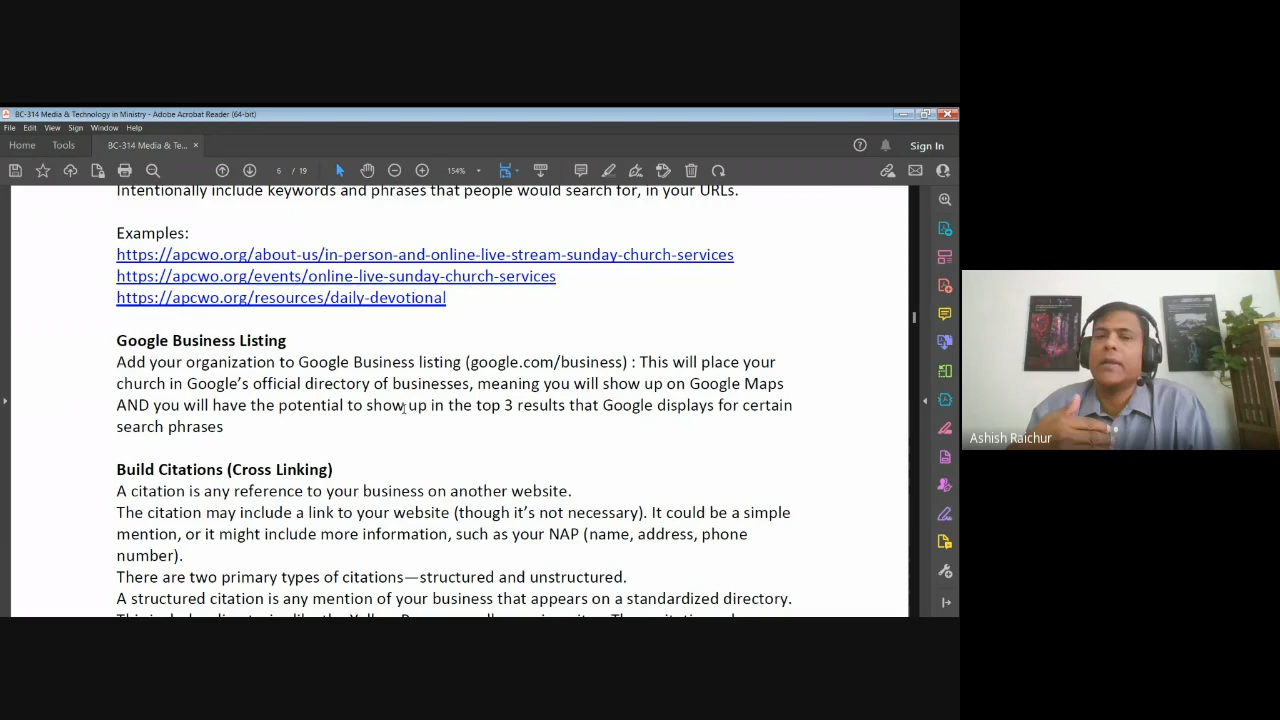 BC-314 Media & Technology in Ministry - Adobe Acrobat Reader (64-bit)
File Edit View Sign Window Help
Home Tools BC-314 Media & Te... × Sign In
6 / 19 154%
Intentionally include keywords and phrases that people would search for, in your URLs.
Examples:
https://apcwo.org/about-us/in-person-and-online-live-stream-sunday-church-services
https://apcwo.org/events/online-live-sunday-church-services
https://apcwo.org/resources/daily-devotional
Google Business Listing
Add your organization to Google Business listing (google.com/business) : This will place your
church in Google’s official directory of businesses, meaning you will show up on Google Maps
AND you will have the potential to show up in the top 3 results that Google displays for certain
search phrases
Build Citations (Cross Linking)
A citation is any reference to your business on another website.
The citation may include a link to your website (though it’s not necessary). It could be a simple
mention, or it might include more information, such as your NAP (name, address, phone
number).
There are two primary types of citations—structured and unstructured.
A structured citation is any mention of your business that appears on a standardized directory.
Ashish Raichur